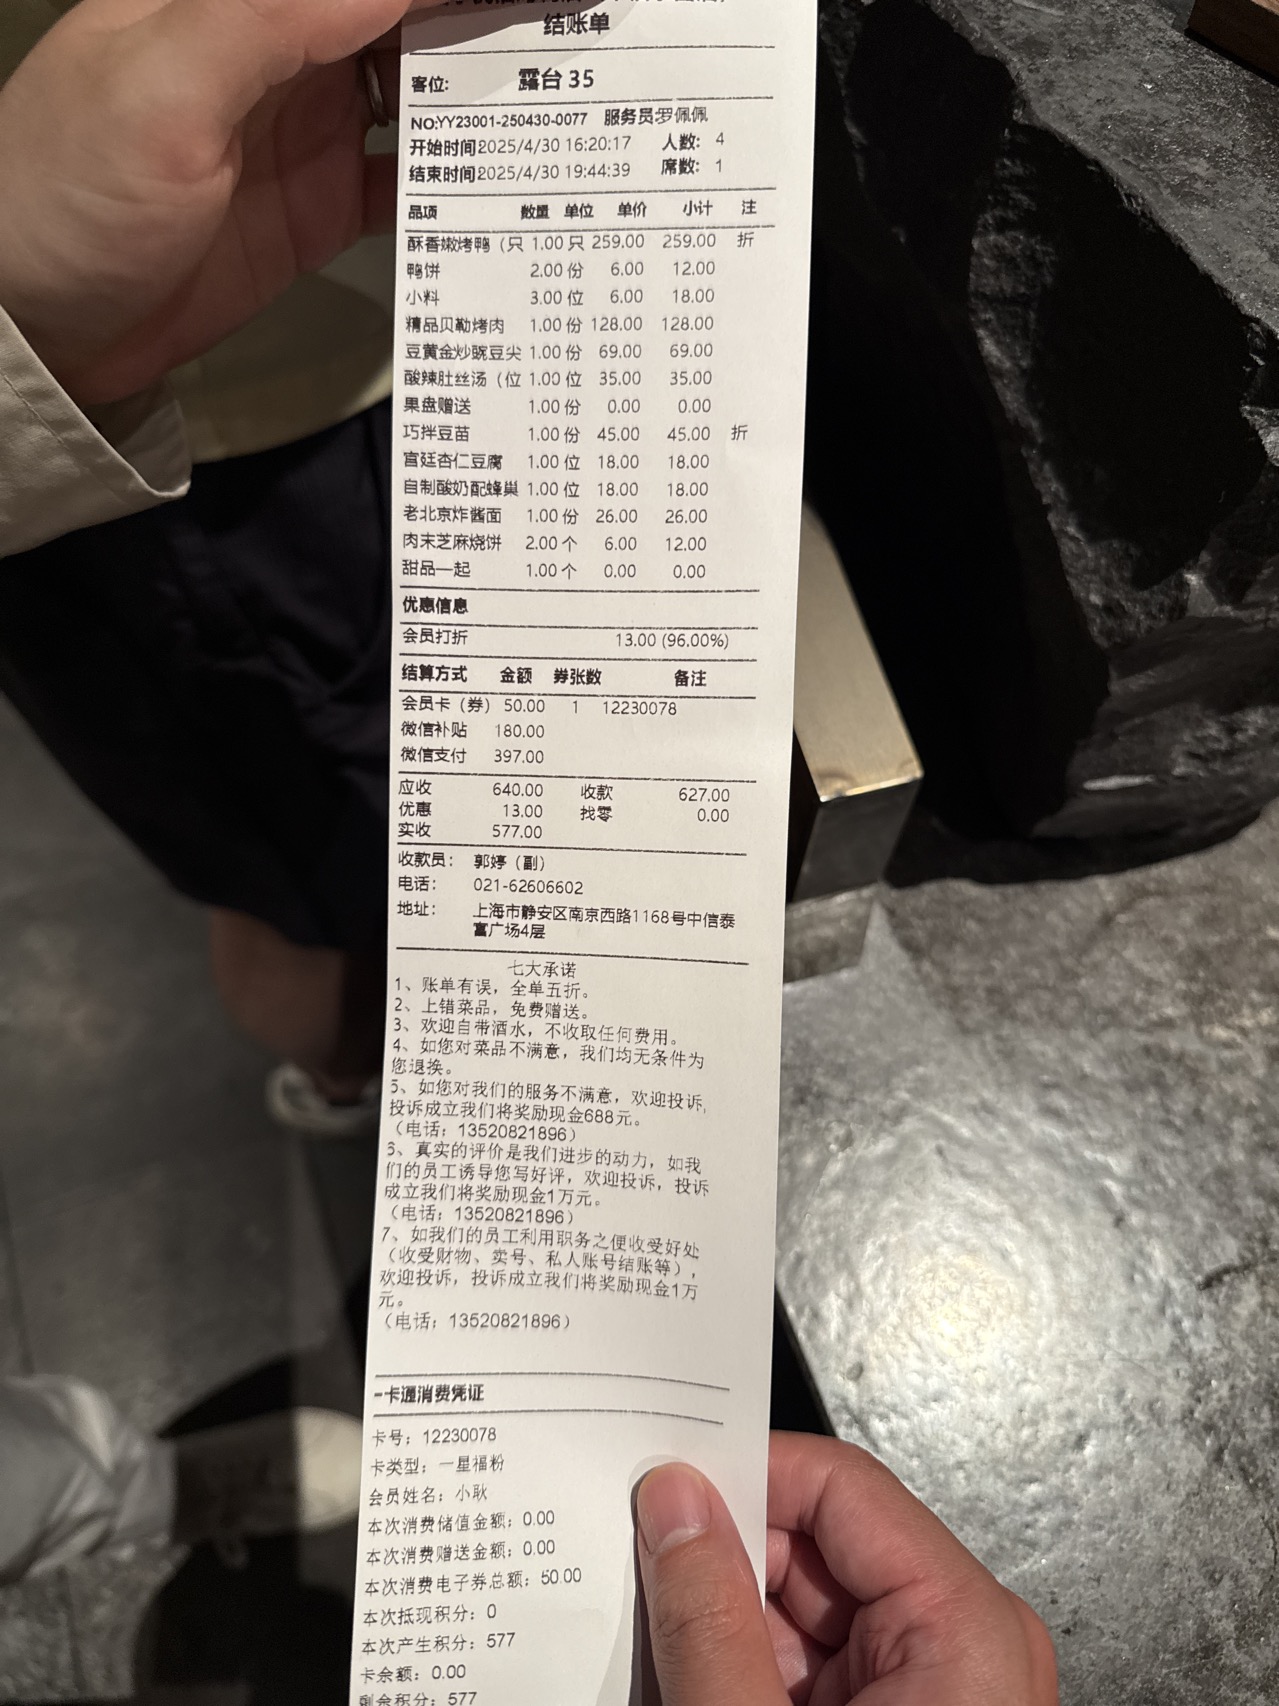 结账单
客位: 露台 35
NO:YY23001-250430-0077 服务员:罗佩佩
开始时间2025/4/30 16:20:17 人数: 4
结束时间2025/4/30 19:44:39 席数: 1
品项 数量 单位 单价 小计 注
酥香嫩烤鸭（只 1.00 只 259.00 259.00 折
鸭饼 2.00 份 6.00 12.00
小料 3.00 位 6.00 18.00
精品贝勒烤肉 1.00 份 128.00 128.00
豆黄金炒豌豆尖 1.00 份 69.00 69.00
酸辣肚丝汤（位 1.00 位 35.00 35.00
果盘赠送 1.00 份 0.00 0.00
巧拌豆苗 1.00 份 45.00 45.00 折
宫廷杏仁豆腐 1.00 位 18.00 18.00
自制酸奶配蜂巢 1.00 位 18.00 18.00
老北京炸酱面 1.00 份 26.00 26.00
肉末芝麻烧饼 2.00 个 6.00 12.00
甜品一起 1.00 个 0.00 0.00
优惠信息
会员打折 13.00 (96.00%)
结算方式 金额 券张数 备注
会员卡（券） 50.00 1 12230078
微信补贴 180.00
微信支付 397.00
应收 640.00 收款 627.00
优惠 13.00 找零 0.00
实收 577.00
收款员: 郭婷（副）
电话: 021-62606602
地址: 上海市静安区南京西路1168号中信泰
富广场4层
七大承诺
1、账单有误，全单五折。
2、上错菜品，免费赠送。
3、欢迎自带酒水，不收取任何费用。
4、如您对菜品不满意，我们均无条件为
您退换。
5、如您对我们的服务不满意，欢迎投诉,
投诉成立我们将奖励现金688元。
（电话：13520821896）
6、真实的评价是我们进步的动力，如我
们的员工诱导您写好评，欢迎投诉，投诉
成立我们将奖励现金1万元。
（电话：13520821896）
7、如我们的员工利用职务之便收受好处
（收受财物、卖号、私人账号结账等），
欢迎投诉，投诉成立我们将奖励现金1万
元。
（电话：13520821896）
一卡通消费凭证
卡号：12230078
卡类型：一星福粉
会员姓名：小耿
本次消费储值金额：0.00
本次消费赠送金额：0.00
本次消费电子券总额：50.00
本次抵现积分：0
本次产生积分：577
卡余额：0.00
剩余积分：577